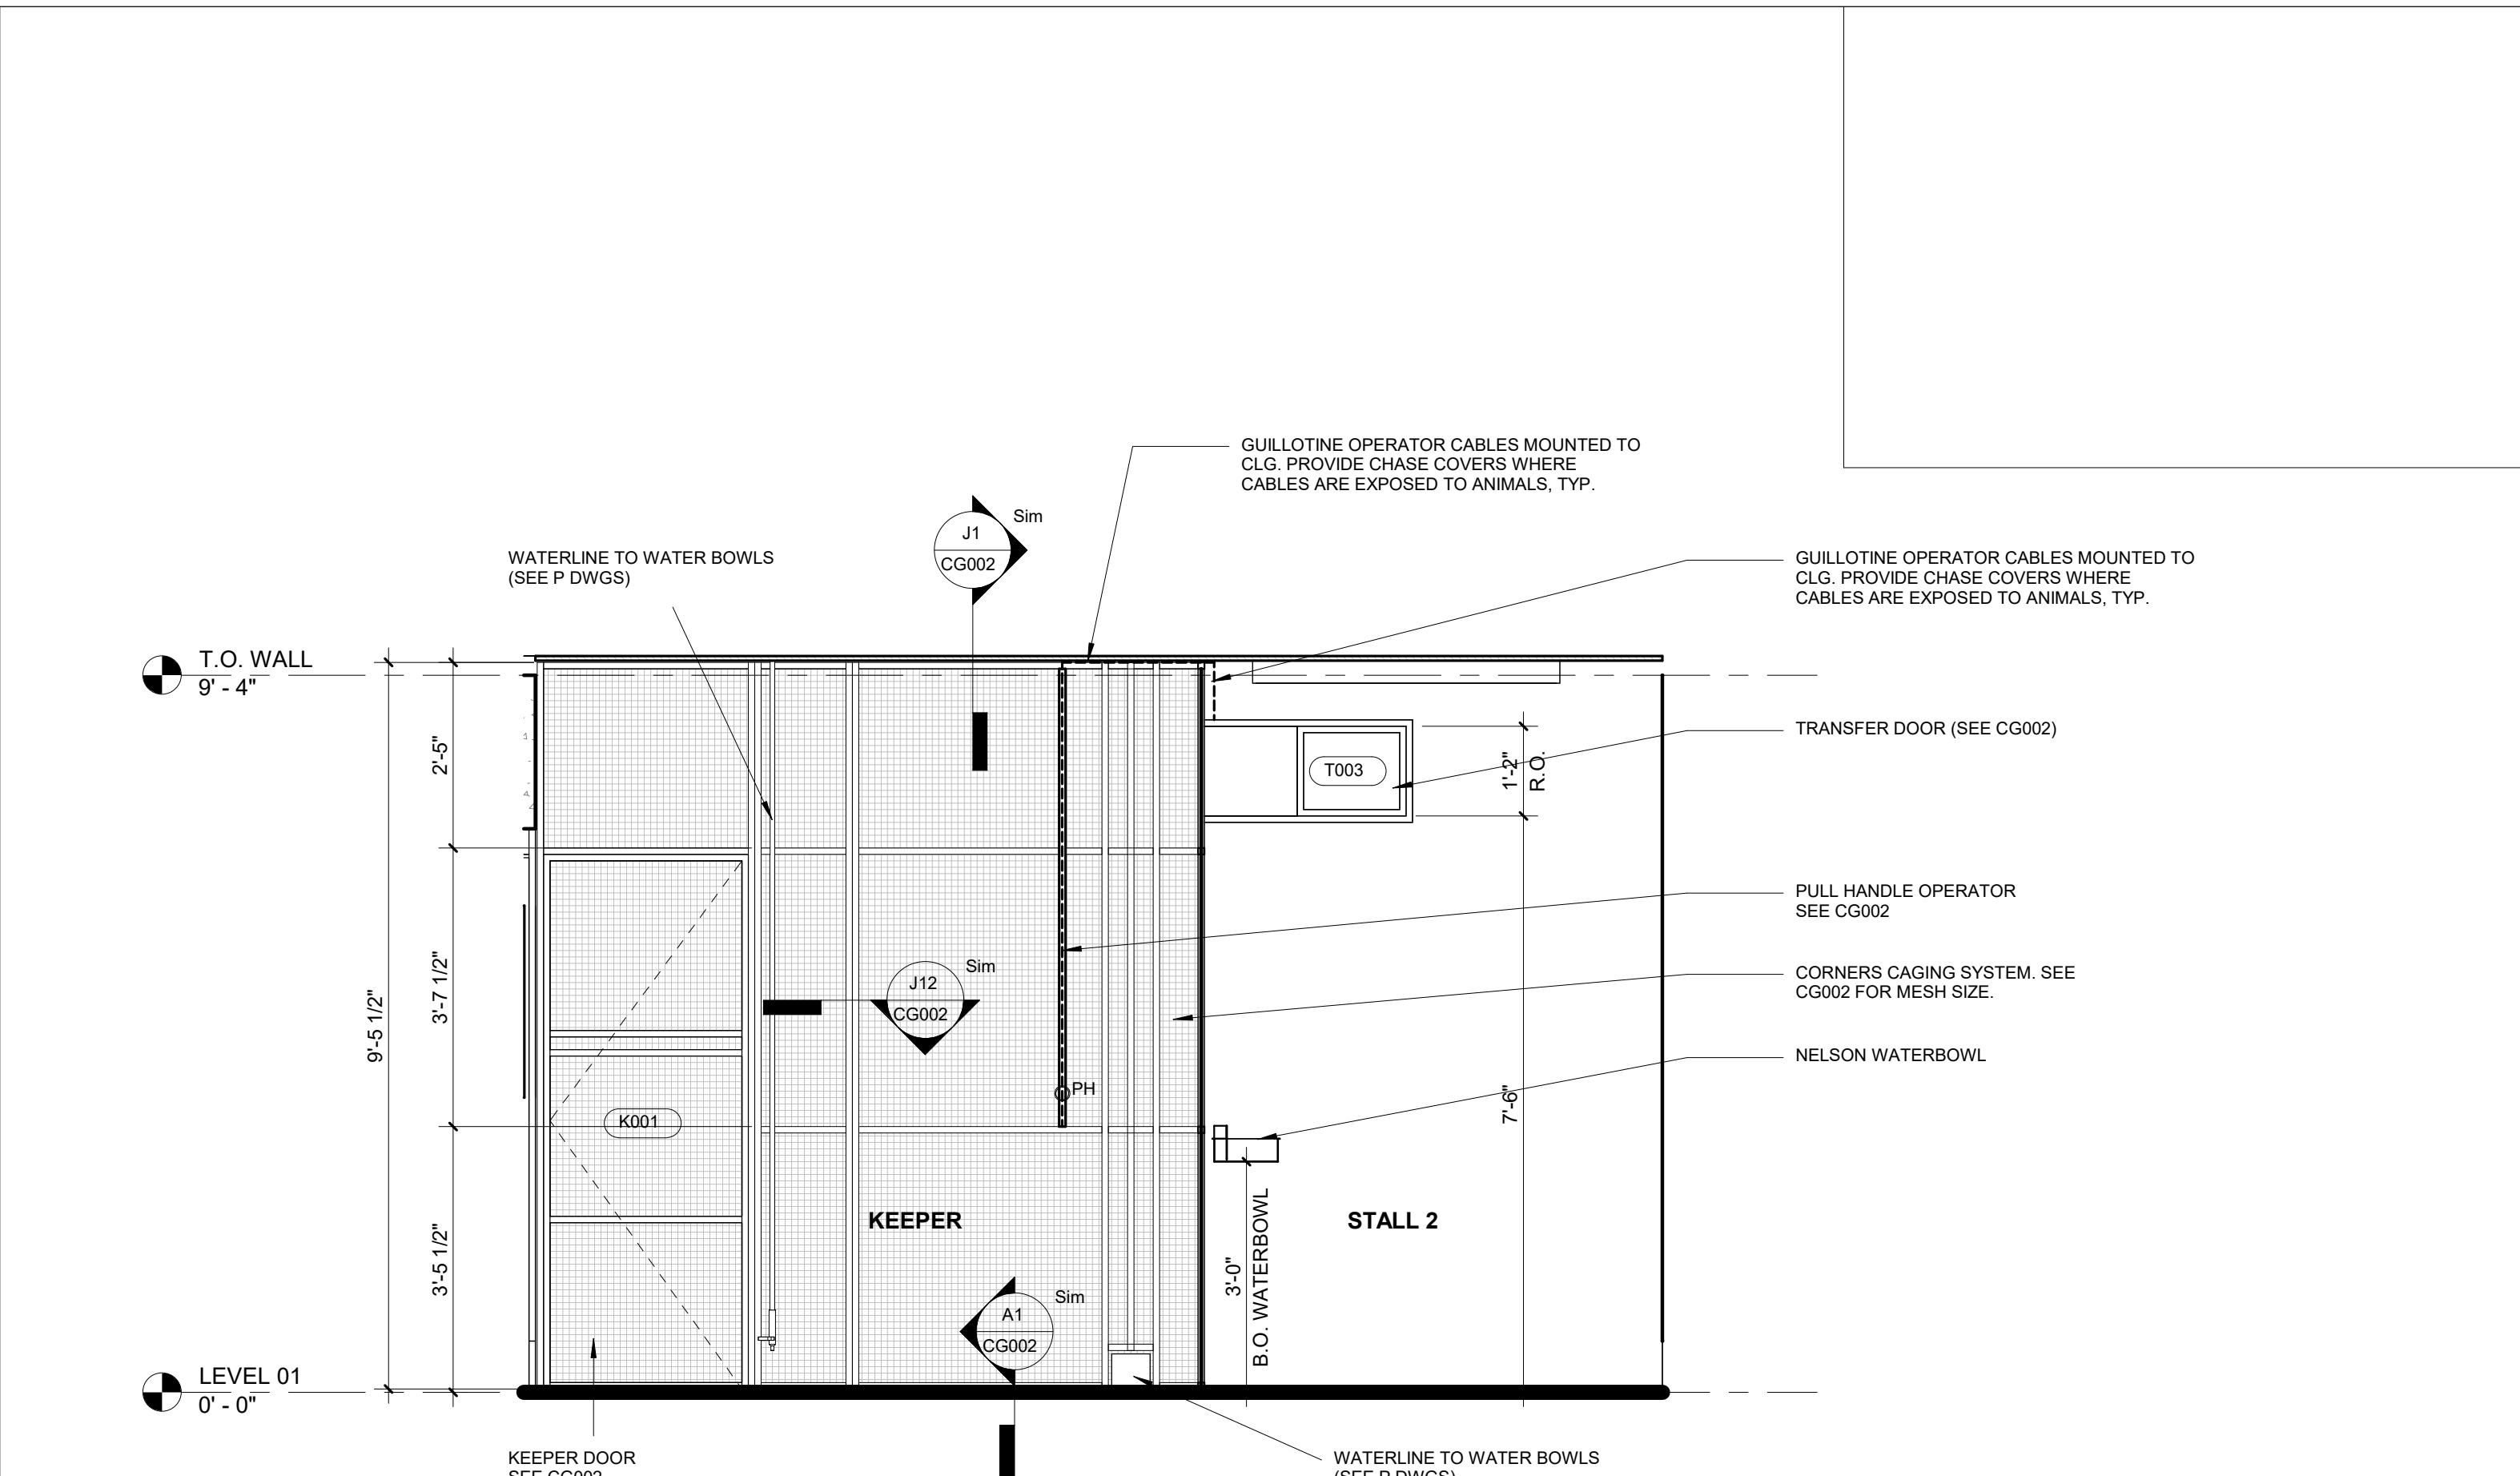 GUILLOTINE OPERATOR CABLES MOUNTED TO
CLG. PROVIDE CHASE COVERS WHERE
CABLES ARE EXPOSED TO ANIMALS, TYP.
J1
CG002
Sim
WATERLINE TO WATER BOWLS
(SEE P DWGS)
GUILLOTINE OPERATOR CABLES MOUNTED TO
CLG. PROVIDE CHASE COVERS WHERE
CABLES ARE EXPOSED TO ANIMALS, TYP.
T.O. WALL
9' - 4"
TRANSFER DOOR (SEE CG002)
2'-5"
T003
1'-2"
R.O.
PULL HANDLE OPERATOR
SEE CG002
CORNERS CAGING SYSTEM. SEE
CG002 FOR MESH SIZE.
J12
CG002
Sim
3'-7 1/2"
9'-5 1/2"
NELSON WATERBOWL
PH
K001
7'-6"
KEEPER
STALL 2
3'-5 1/2"
3'-0"
B.O. WATERBOWL
A1
CG002
Sim
LEVEL 01
0' - 0"
KEEPER DOOR
SEE CG002
WATERLINE TO WATER BOWLS
(SEE P DWGS)